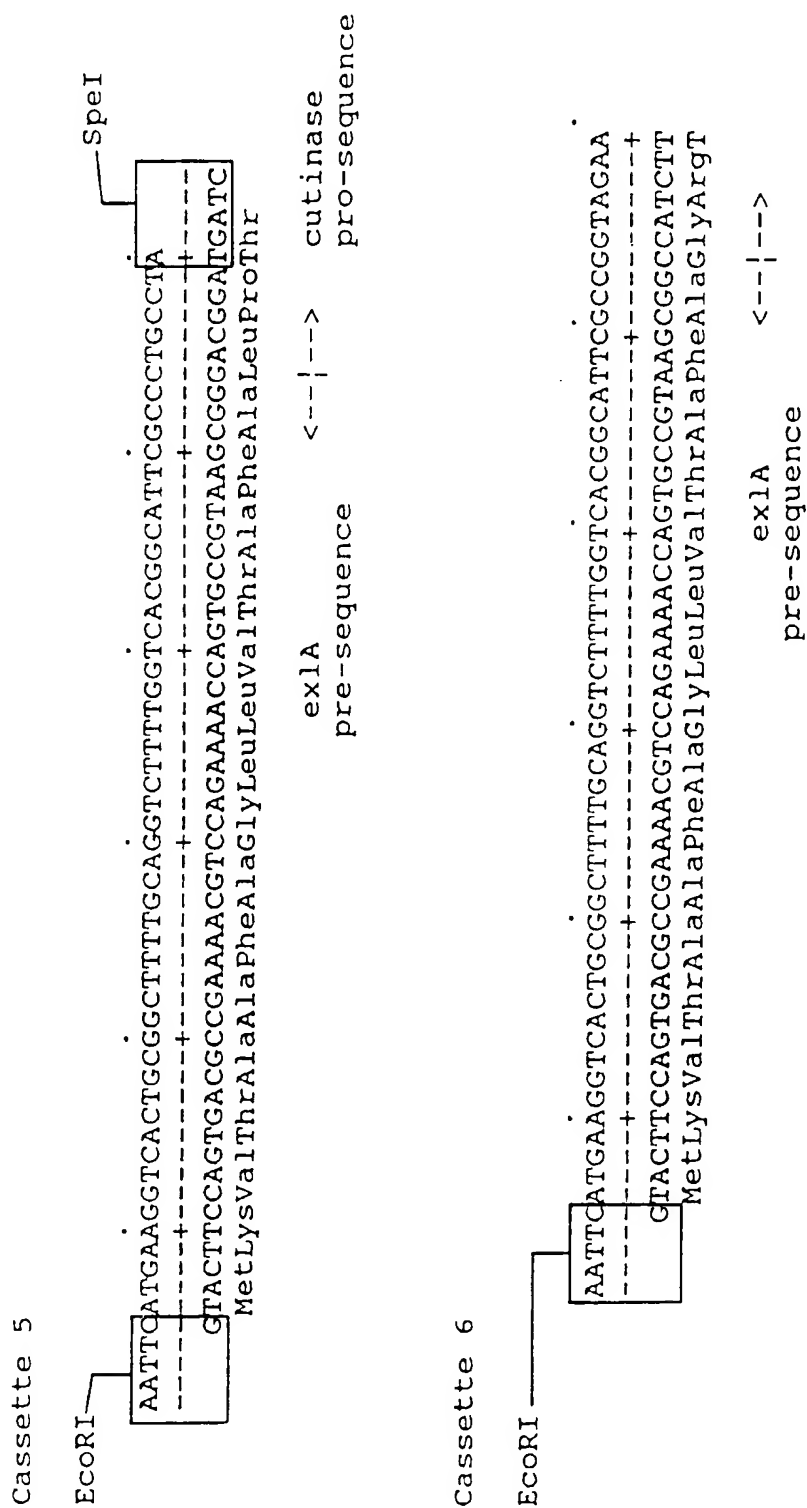 Cassette 5
EcoRI
SpeI
AATTCATGAAGGTCACTGCGGCTTTTGCAGGTCTTTTGGTCACGGCATTCGCCCTGCCTA
GTACTTCCAGTGACGCCGAAAACGTCCAGAAAACCAGTGCCGTAAGCGGGACGGATGATC
MetLysValThrAlaAlaPheAlaGlyLeuLeuValThrAlaPheAlaLeuProThr
<--¦-->
exlA cutinase
pre-sequence pro-sequence
Cassette 6
EcoRI
AATTCATGAAGGTCACTGCGGCTTTTGCAGGTCTTTTGGTCACGGCATTCGCCGGTAGAA
GTACTTCCAGTGACGCCGAAAACGTCCAGAAAACCAGTGCCGTAAGCGGCCATCTT
MetLysValThrAlaAlaPheAlaGlyLeuLeuValThrAlaPheAlaGlyArgT
<--¦-->
exlA
pre-sequence